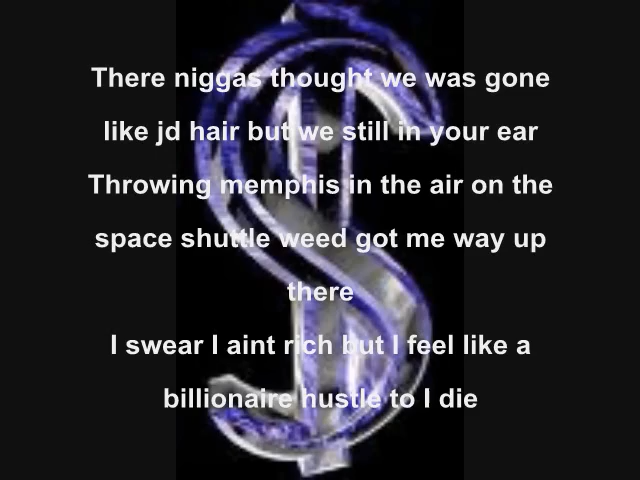 There niggas thought we was gone
like jd hair but we still in your ear
Throwing memphis in the air on the
space shuttle weed got me way up
there
I swear I aint rich but I feel like a
billionaire hustle to I die